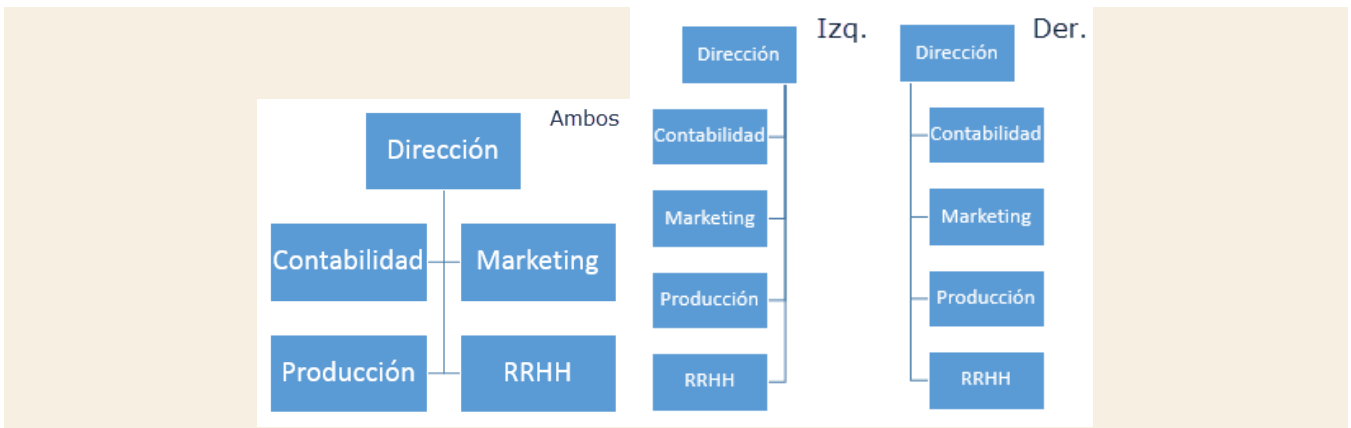 Ambos
Dirección
Contabilidad
Marketing
Producción
RRHH
Izq.
Dirección
Contabilidad
Marketing
Producción
RRHH
Der.
Dirección
Contabilidad
Marketing
Producción
RRHH